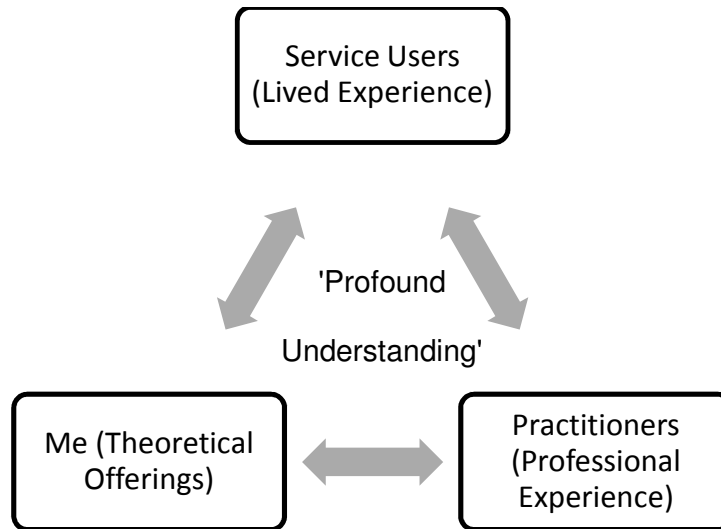 Service Users
(Lived Experience)
'Profound
Understanding'
Me (Theoretical
Offerings)
Practitioners
(Professional
Experience)